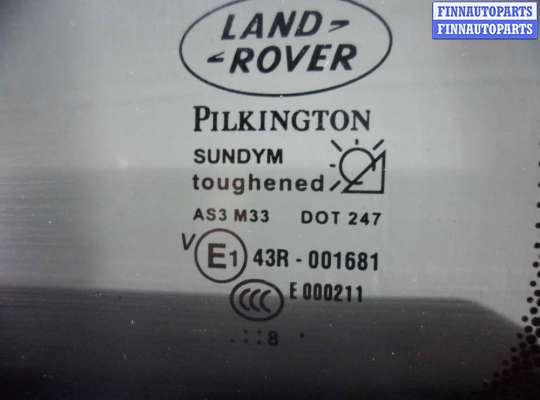 FINNAUTOPARTS
FINNAUTOPARTS
LAND
ROVER
PILKINGTON
SUNDYM
toughened
AS3 M33 DOT 247
V E1 43R - 001681
CCC E 000211
. : : : 8 .